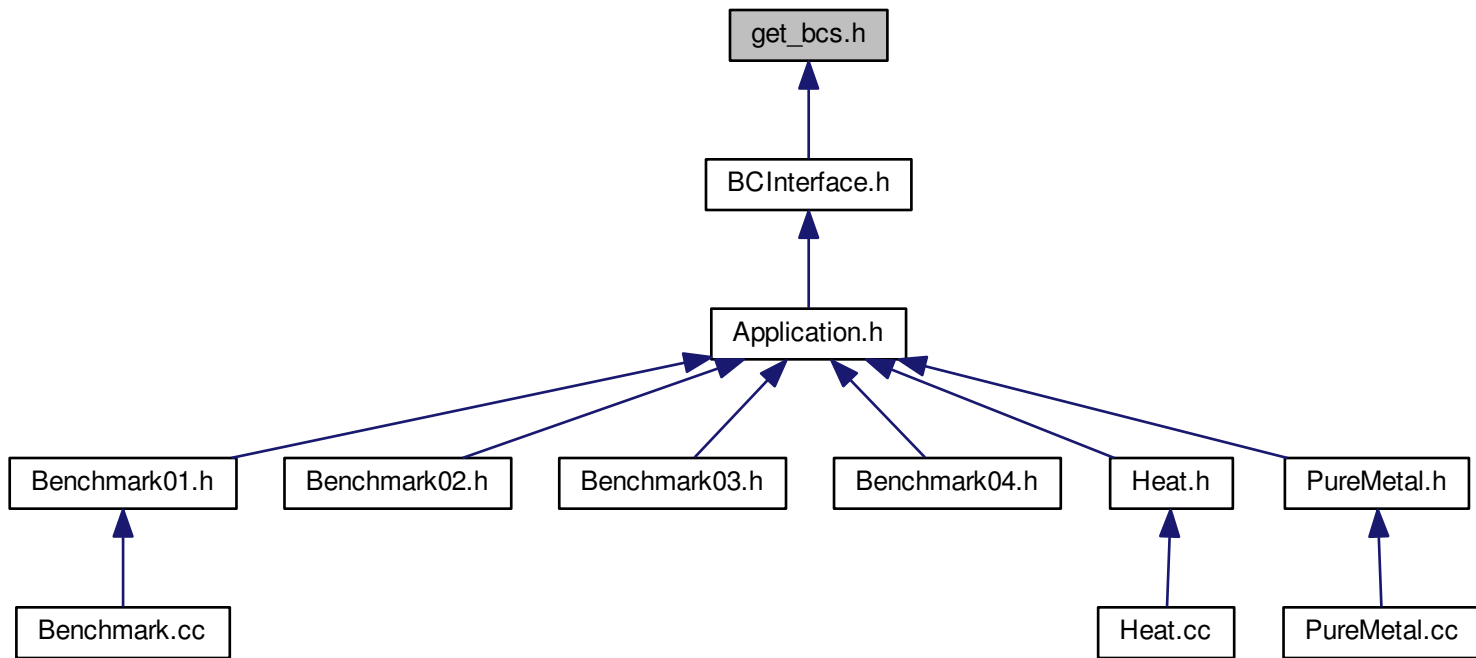 get_bcs.h
BCInterface.h
Application.h
Benchmark01.h
Benchmark02.h
Benchmark03.h
Benchmark04.h
Heat.h
PureMetal.h
Benchmark.cc
Heat.cc
PureMetal.cc